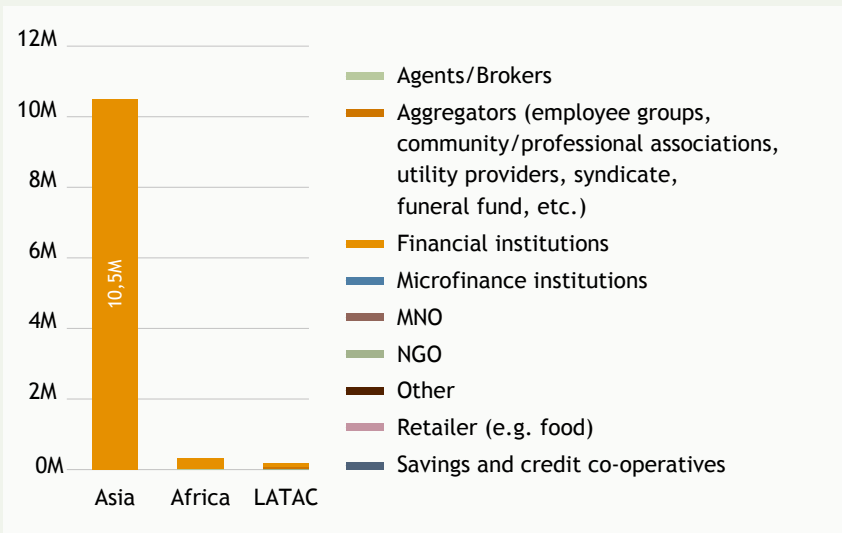 12M
10M
8M
6M
4M
2M
0M
10,5M
Asia
Africa
LATAC
Agents/Brokers
Aggregators (employee groups,
community/professional associations,
utility providers, syndicate,
funeral fund, etc.)
Financial institutions
Microfinance institutions
MNO
NGO
Other
Retailer (e.g. food)
Savings and credit co-operatives